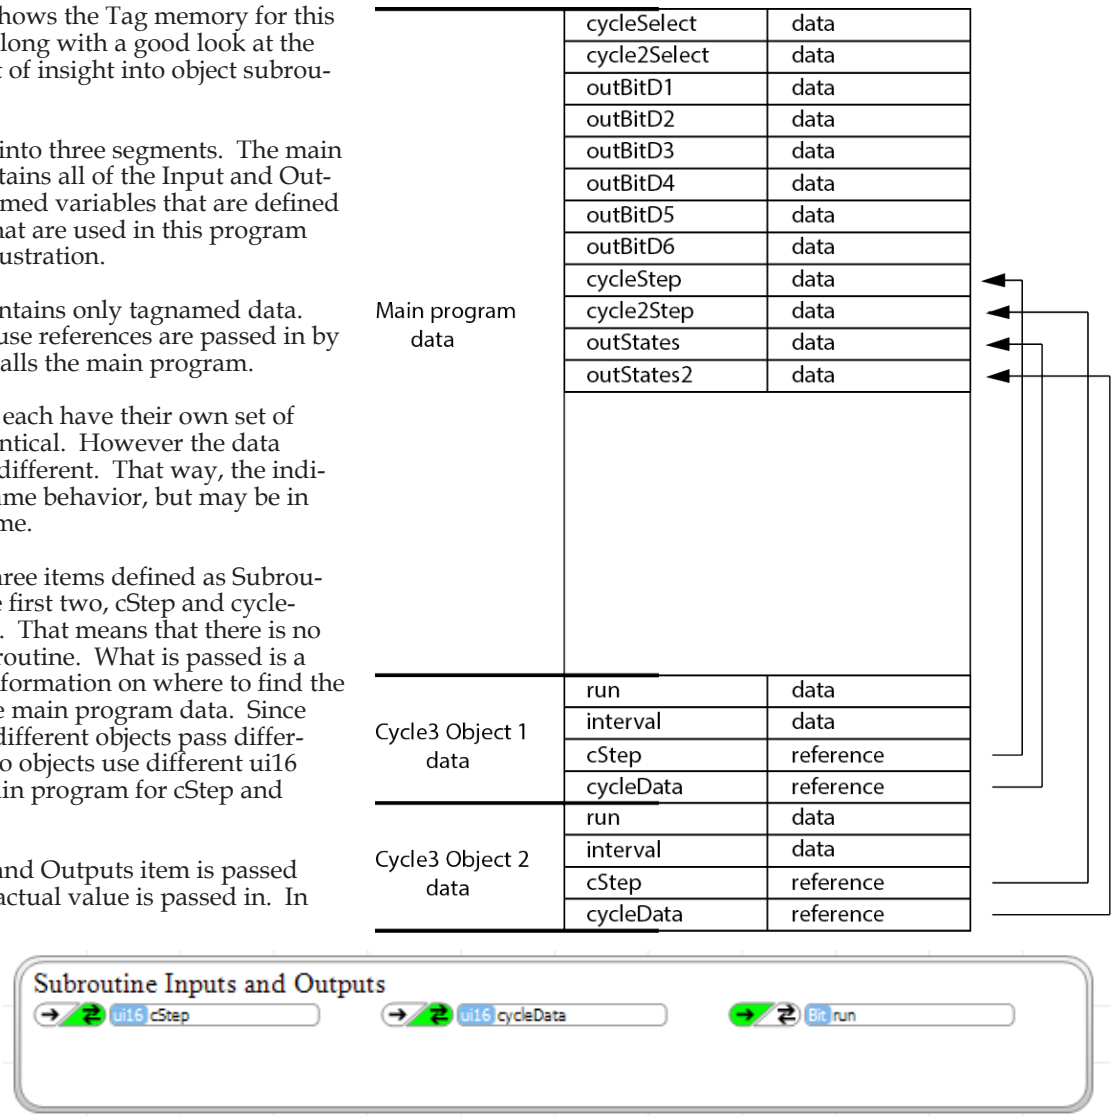 hows the Tag memory for this
long with a good look at the
t of insight into object subrou-
into three segments. The main
tains all of the Input and Out-
med variables that are defined
hat are used in this program
ustration.
ntains only tagnamed data.
use references are passed in by
alls the main program.
each have their own set of
ntical. However the data
different. That way, the indi-
ame behavior, but may be in
me.
hree items defined as Subrou-
e first two, cStep and cycle-
. That means that there is no
routine. What is passed is a
formation on where to find the
e main program data. Since
different objects pass differ-
o objects use different ui16
ain program for cStep and
and Outputs item is passed
actual value is passed in. In
Main program
data
cycleSelect data
cycle2Select data
outBitD1 data
outBitD2 data
outBitD3 data
outBitD4 data
outBitD5 data
outBitD6 data
cycleStep data
cycle2Step data
outStates data
outStates2 data
Cycle3 Object 1
data
run data
interval data
cStep reference
cycleData reference
Cycle3 Object 2
data
run data
interval data
cStep reference
cycleData reference
Subroutine Inputs and Outputs
ui16 cStep ui16 cycleData Bit run